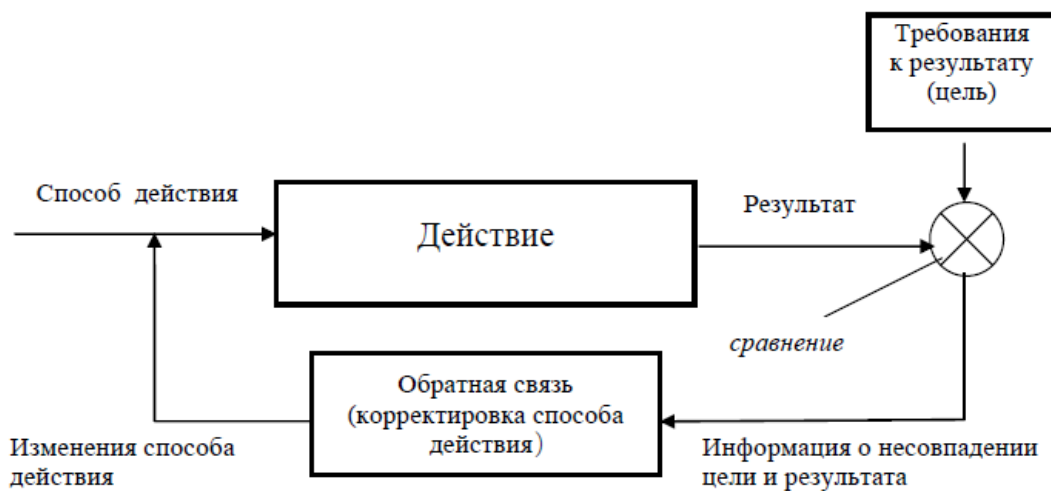 Требования
к результату
(цель)
Способ действия
Действие
Результат
сравнение
Обратная связь
(корректировка способа
действия)
Изменения способа
действия
Информация о несовпадении
цели и результата